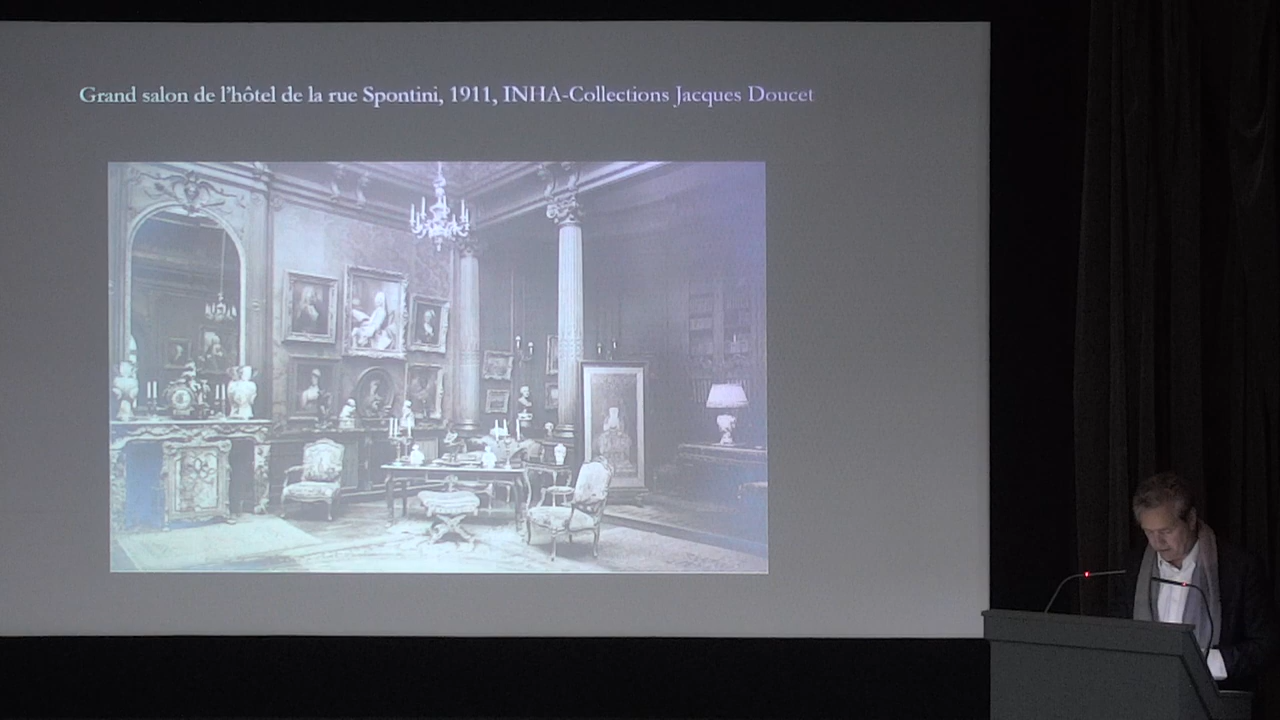 Grand salon de l'hôtel de la rue Spontini, 1911, INHA-Collections Jacques Doucet